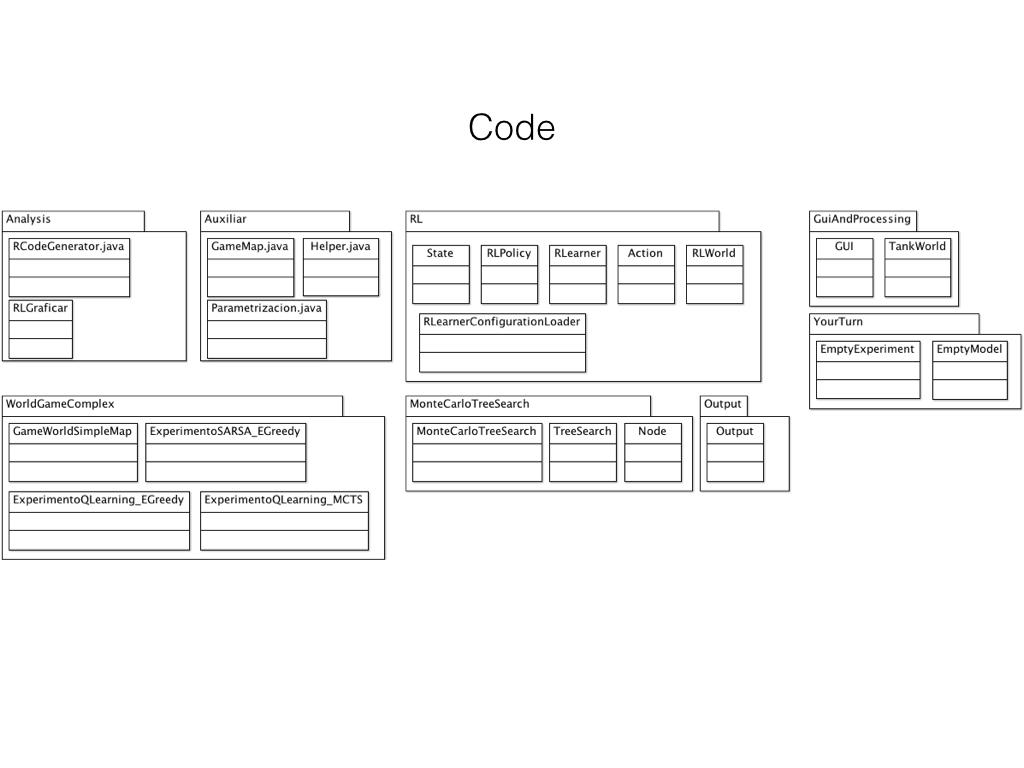 Code
Analysis
RCodeGenerator.java
RLGraficar
Auxiliar
GameMap.java
Helper.java
Parametrizacion.java
RL
State
RLPolicy
RLearner
Action
RLWorld
RLearnerConfigurationLoader
GuiAndProcessing
GUI
TankWorld
YourTurn
EmptyExperiment
EmptyModel
WorldGameComplex
GameWorldSimpleMap
ExperimentoSARSA_EGreedy
ExperimentoQLearning_EGreedy
ExperimentoQLearning_MCTS
MonteCarloTreeSearch
MonteCarloTreeSearch
TreeSearch
Node
Output
Output